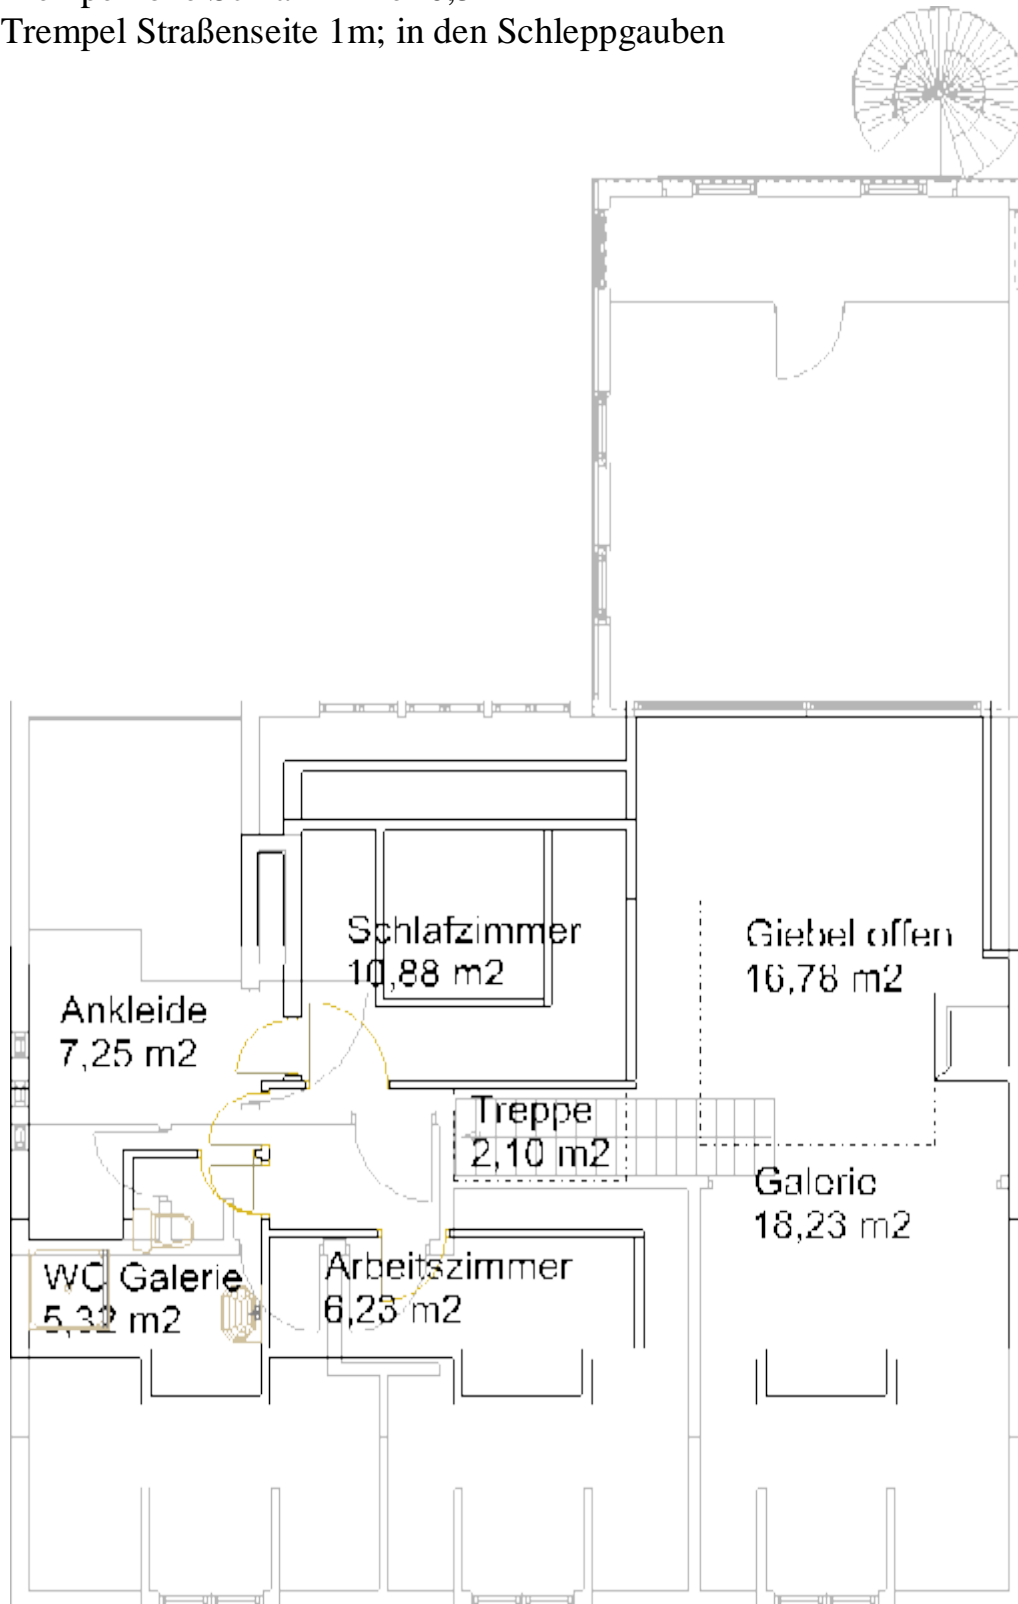 Trempel Straßenseite 1m; in den Schleppgauben
Schlafzimmer
10,88 m2
Giebel offen
16,78 m2
Ankleide
7,25 m2
Treppe
2,10 m2
Galerie
18,23 m2
WC Galerie
5,32 m2
Arbeitszimmer
6,23 m2